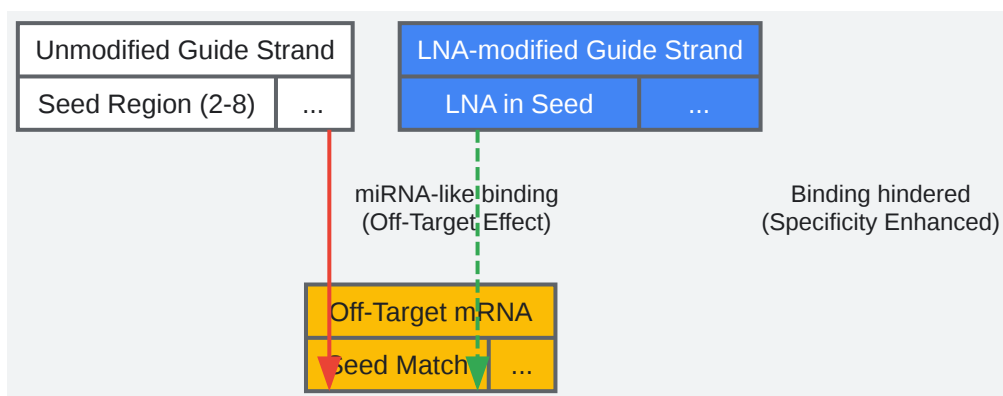 Unmodified Guide Strand
Seed Region (2-8)
...
LNA-modified Guide Strand
LNA in Seed
...
miRNA-like binding
(Off-Target Effect)
Binding hindered
(Specificity Enhanced)
Off-Target mRNA
Seed Match
...